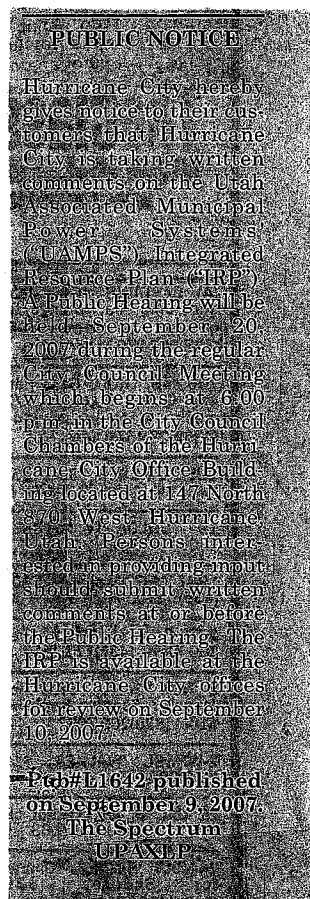 PUBLIC NOTICE
Hurricane City hereby
gives notice to their cus-
tomers that Hurricane
City is taking written
comments on the Utah
Associated Municipal
Power Systems
("UAMPS") Integrated
Resource Plan ("IRP").
A Public Hearing will be
held September 20,
2007 during the regular
City Council Meeting
which begins at 6:00
p.m. in the City Council
Chambers of the Hurri-
cane City Office Build-
ing located at 147 North
870 West, Hurricane,
Utah. Persons inter-
ested in providing input
should submit written
comments at or before
the Public Hearing. The
IRP is available at the
Hurricane City offices
for review on September
10, 2007.
Pub#L1642 published
on September 9, 2007.
The Spectrum
UPAXLP